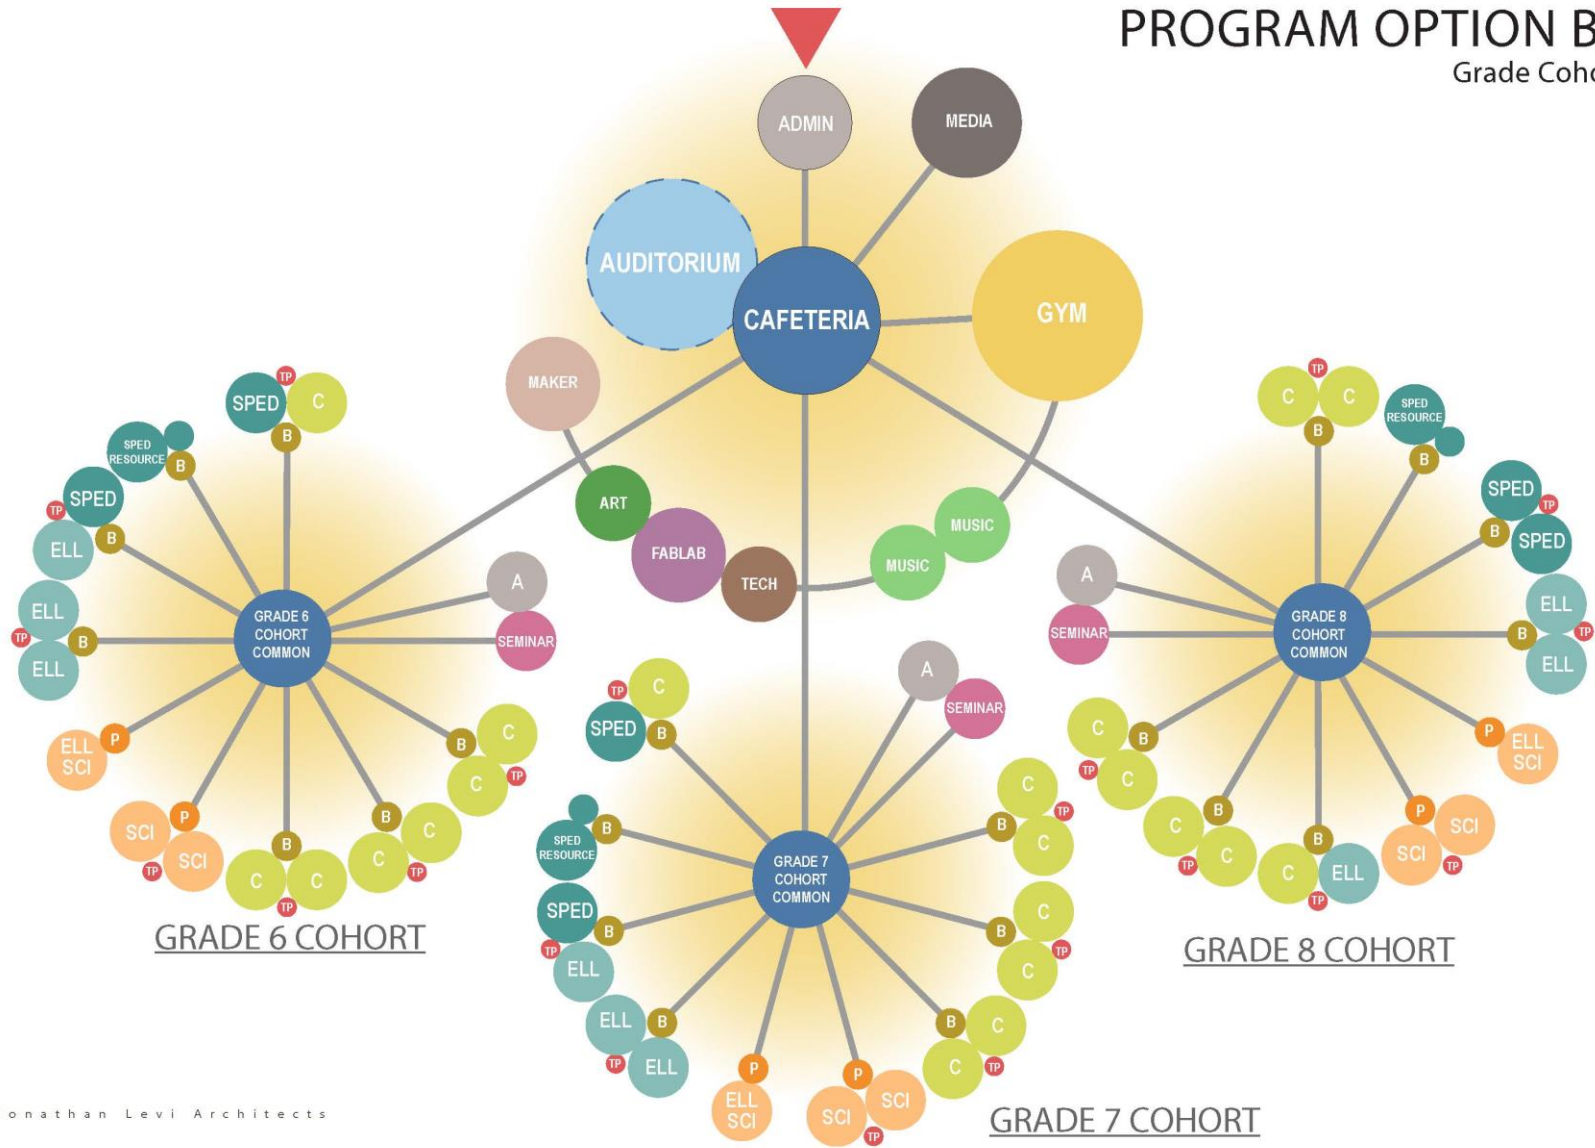 PROGRAM OPTION B
Grade Coho
ADMIN
MEDIA
AUDITORIUM
CAFETERIA
GYM
MAKER
ART
FABLAB
TECH
MUSIC
MUSIC
TP
SPED
C
B
SPED
RESOURCE
B
SPED
TP
B
ELL
ELL
TP
B
ELL
GRADE 6
COHORT
COMMON
A
SEMINAR
P
ELL
SCI
P
SCI
SCI
TP
B
C
C
TP
B
C
C
TP
B
C
C
TP
GRADE 6 COHORT
TP
C
SPED
B
A
SEMINAR
SPED
RESOURCE
B
SPED
B
TP
ELL
ELL
B
TP
ELL
GRADE 7
COHORT
COMMON
C
TP
B
C
C
B
TP
C
C
B
C
TP
P
ELL
SCI
P
SCI
SCI
TP
GRADE 7 COHORT
TP
C
C
B
SPED
RESOURCE
B
SPED
TP
B
SPED
ELL
B
TP
ELL
GRADE 8
COHORT
COMMON
A
SEMINAR
C
B
TP
C
B
C
C
TP
B
C
ELL
TP
P
SCI
SCI
TP
P
ELL
SCI
GRADE 8 COHORT
onathan Levi Architects